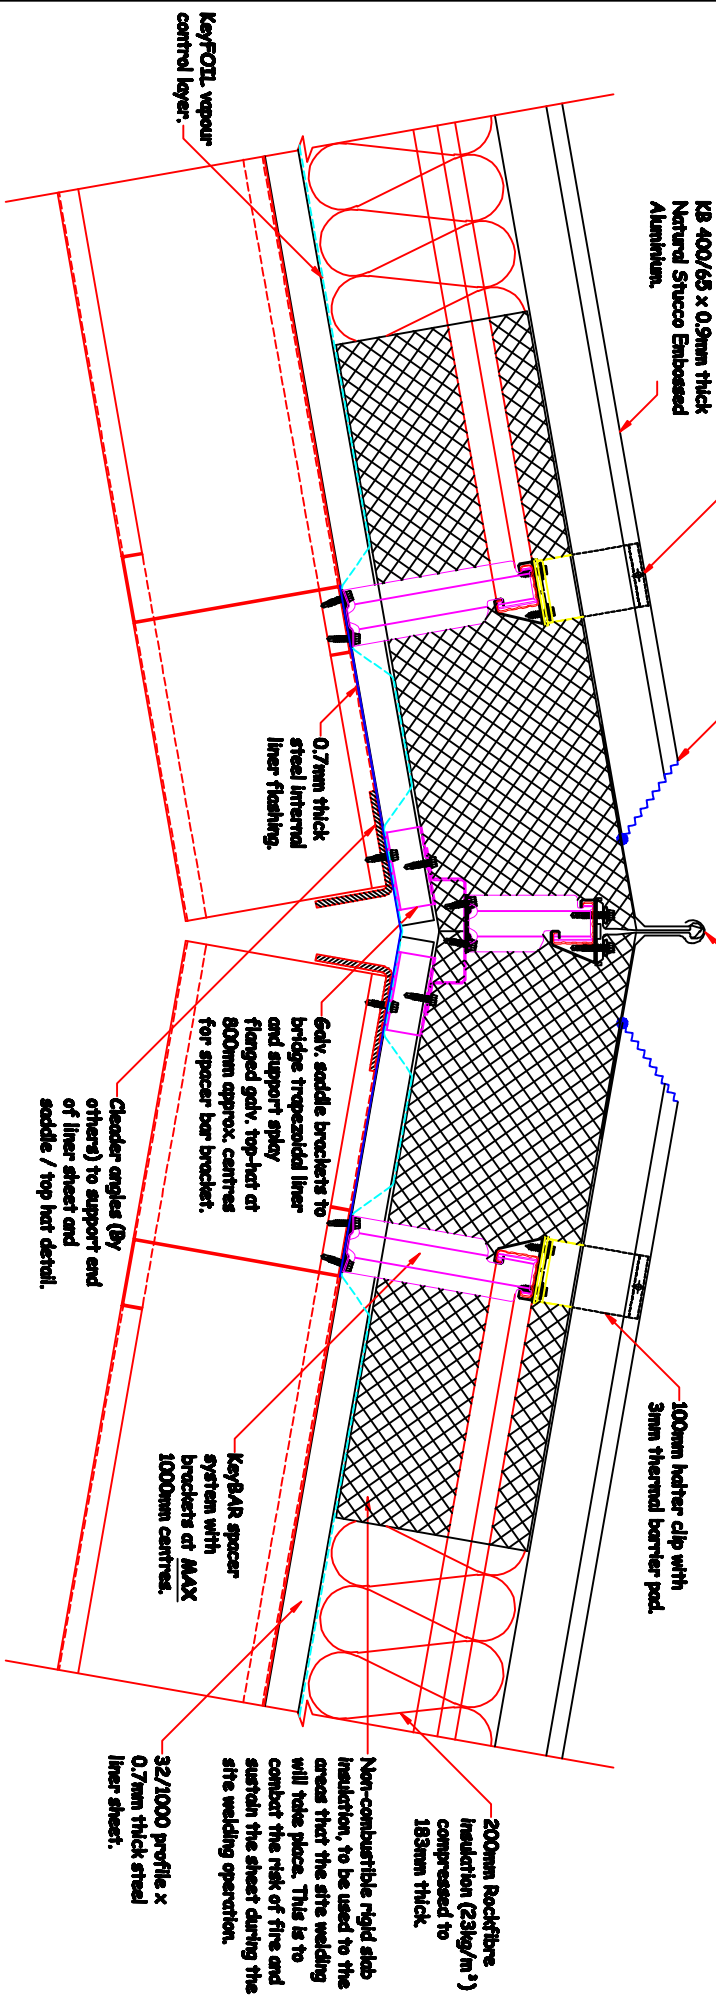 KB 400/65 x 0.9mm thick
Natural Stucco Embossed
Aluminium.
KeyFOIL vapour
control layer.
0.7mm thick
steel internal
liner flashing.
Galv. saddle brackets to
bridge trapezoidal liner
and support splay
flanged galv. top-hat at
800mm approx. centres
for spacer bar bracket.
Cleader angles (By
others) to support end
of liner sheet and
saddle / top hat detail.
100mm halter clip with
3mm thermal barrier pad.
KeyBAR spacer
system with
brackets at MAX
1000mm centres.
200mm Rockfibre
insulation (23kg/m³)
compressed to
183mm thick.
Non-combustible rigid slab
insulation, to be used to the
areas that the site welding
will take place. This is to
combat the risk of fire and
sustain the sheet during the
site welding operation.
32/1000 profile x
0.7mm thick steel
liner sheet.